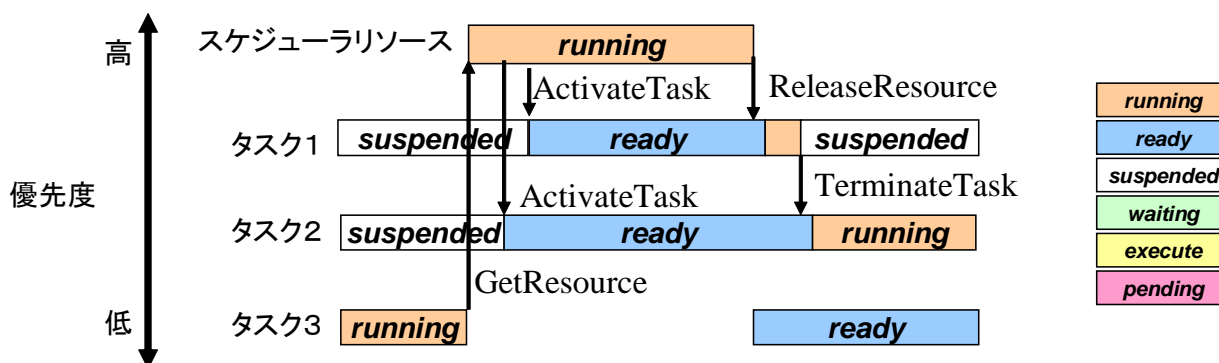 高
スケジューラリソース
running
ActivateTask
ReleaseResource
タスク1
suspended
ready
suspended
優先度
ActivateTask
TerminateTask
タスク2
suspended
ready
running
GetResource
低
タスク3
running
ready
running
ready
suspended
waiting
execute
pending